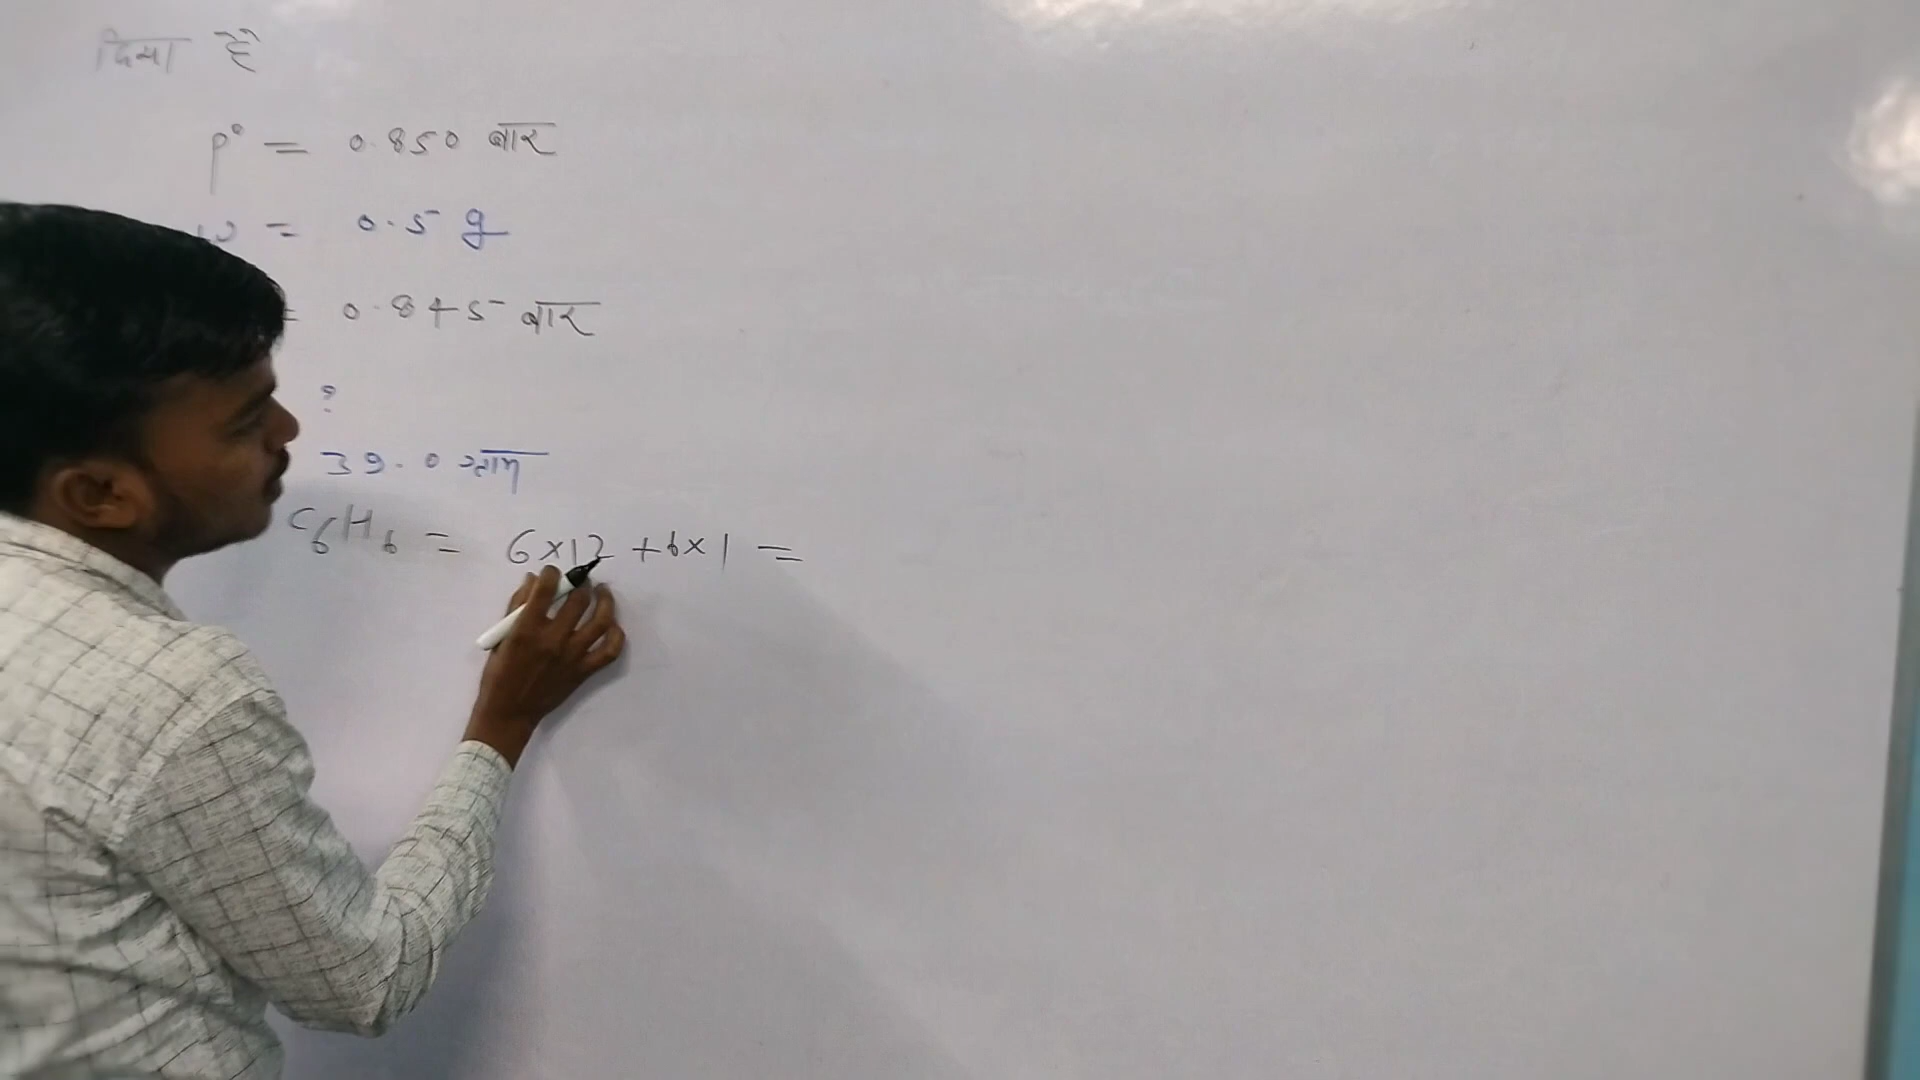 दिया है
p° = 0.850 बार
w = 0.5 g
= 0.845 बार
?
39.0 ग्राम
C₆H₆ = 6×12 + 6×1 =